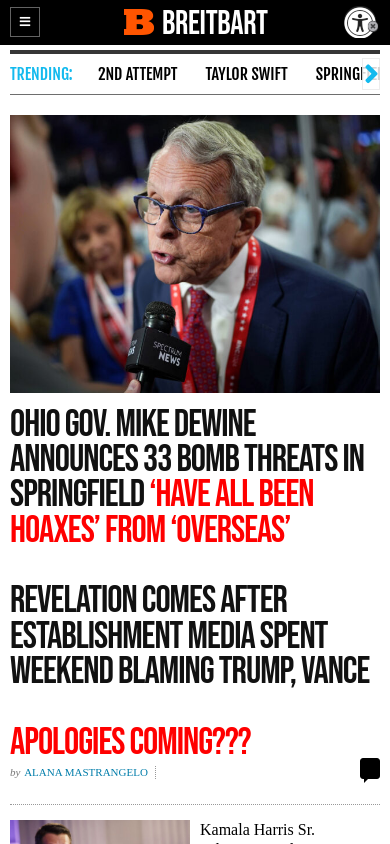 BREITBART
TRENDING: 2ND ATTEMPT TAYLOR SWIFT
SPECTRUM
NEWS
OHIO GOV. MIKE DEWINE
ANNOUNCES 33 BOMB THREATS IN
SPRINGFIELD ‘HAVE ALL BEEN
HOAXES’ FROM ‘OVERSEAS’
REVELATION COMES AFTER
ESTABLISHMENT MEDIA SPENT
WEEKEND BLAMING TRUMP, VANCE
APOLOGIES COMING???
by ALANA MASTRANGELO
Kamala Harris Sr.